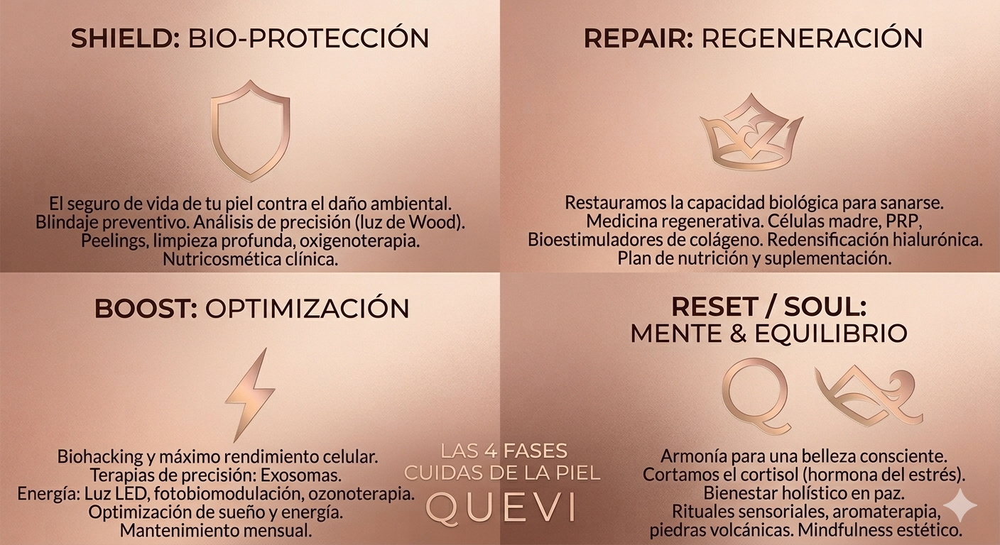 SHIELD: BIO-PROTECCIÓN
El seguro de vida de tu piel contra el daño ambiental.
Blindaje preventivo. Análisis de precisión (luz de Wood).
Peelings, limpieza profunda, oxigenoterapia.
Nutricosmética clínica.
REPAIR: REGENERACIÓN
Restauramos la capacidad biológica para sanarse.
Medicina regenerativa. Células madre, PRP,
Bioestimuladores de colágeno. Redensificación hialurónica.
Plan de nutrición y suplementación.
BOOST: OPTIMIZACIÓN
Biohacking y máximo rendimiento celular.
Terapias de precisión: Exosomas.
Energía: Luz LED, fotobiomodulación, ozonoterapia.
Optimización de sueño y energía.
Mantenimiento mensual.
LAS 4 FASES
CUIDAS DE LA PIEL
QUEVI
RESET / SOUL:
MENTE & EQUILIBRIO
Q
Armonía para una belleza consciente.
Cortamos el cortisol (hormona del estrés).
Bienestar holístico en paz.
Rituales sensoriales, aromaterapia,
piedras volcánicas. Mindfulness estético.